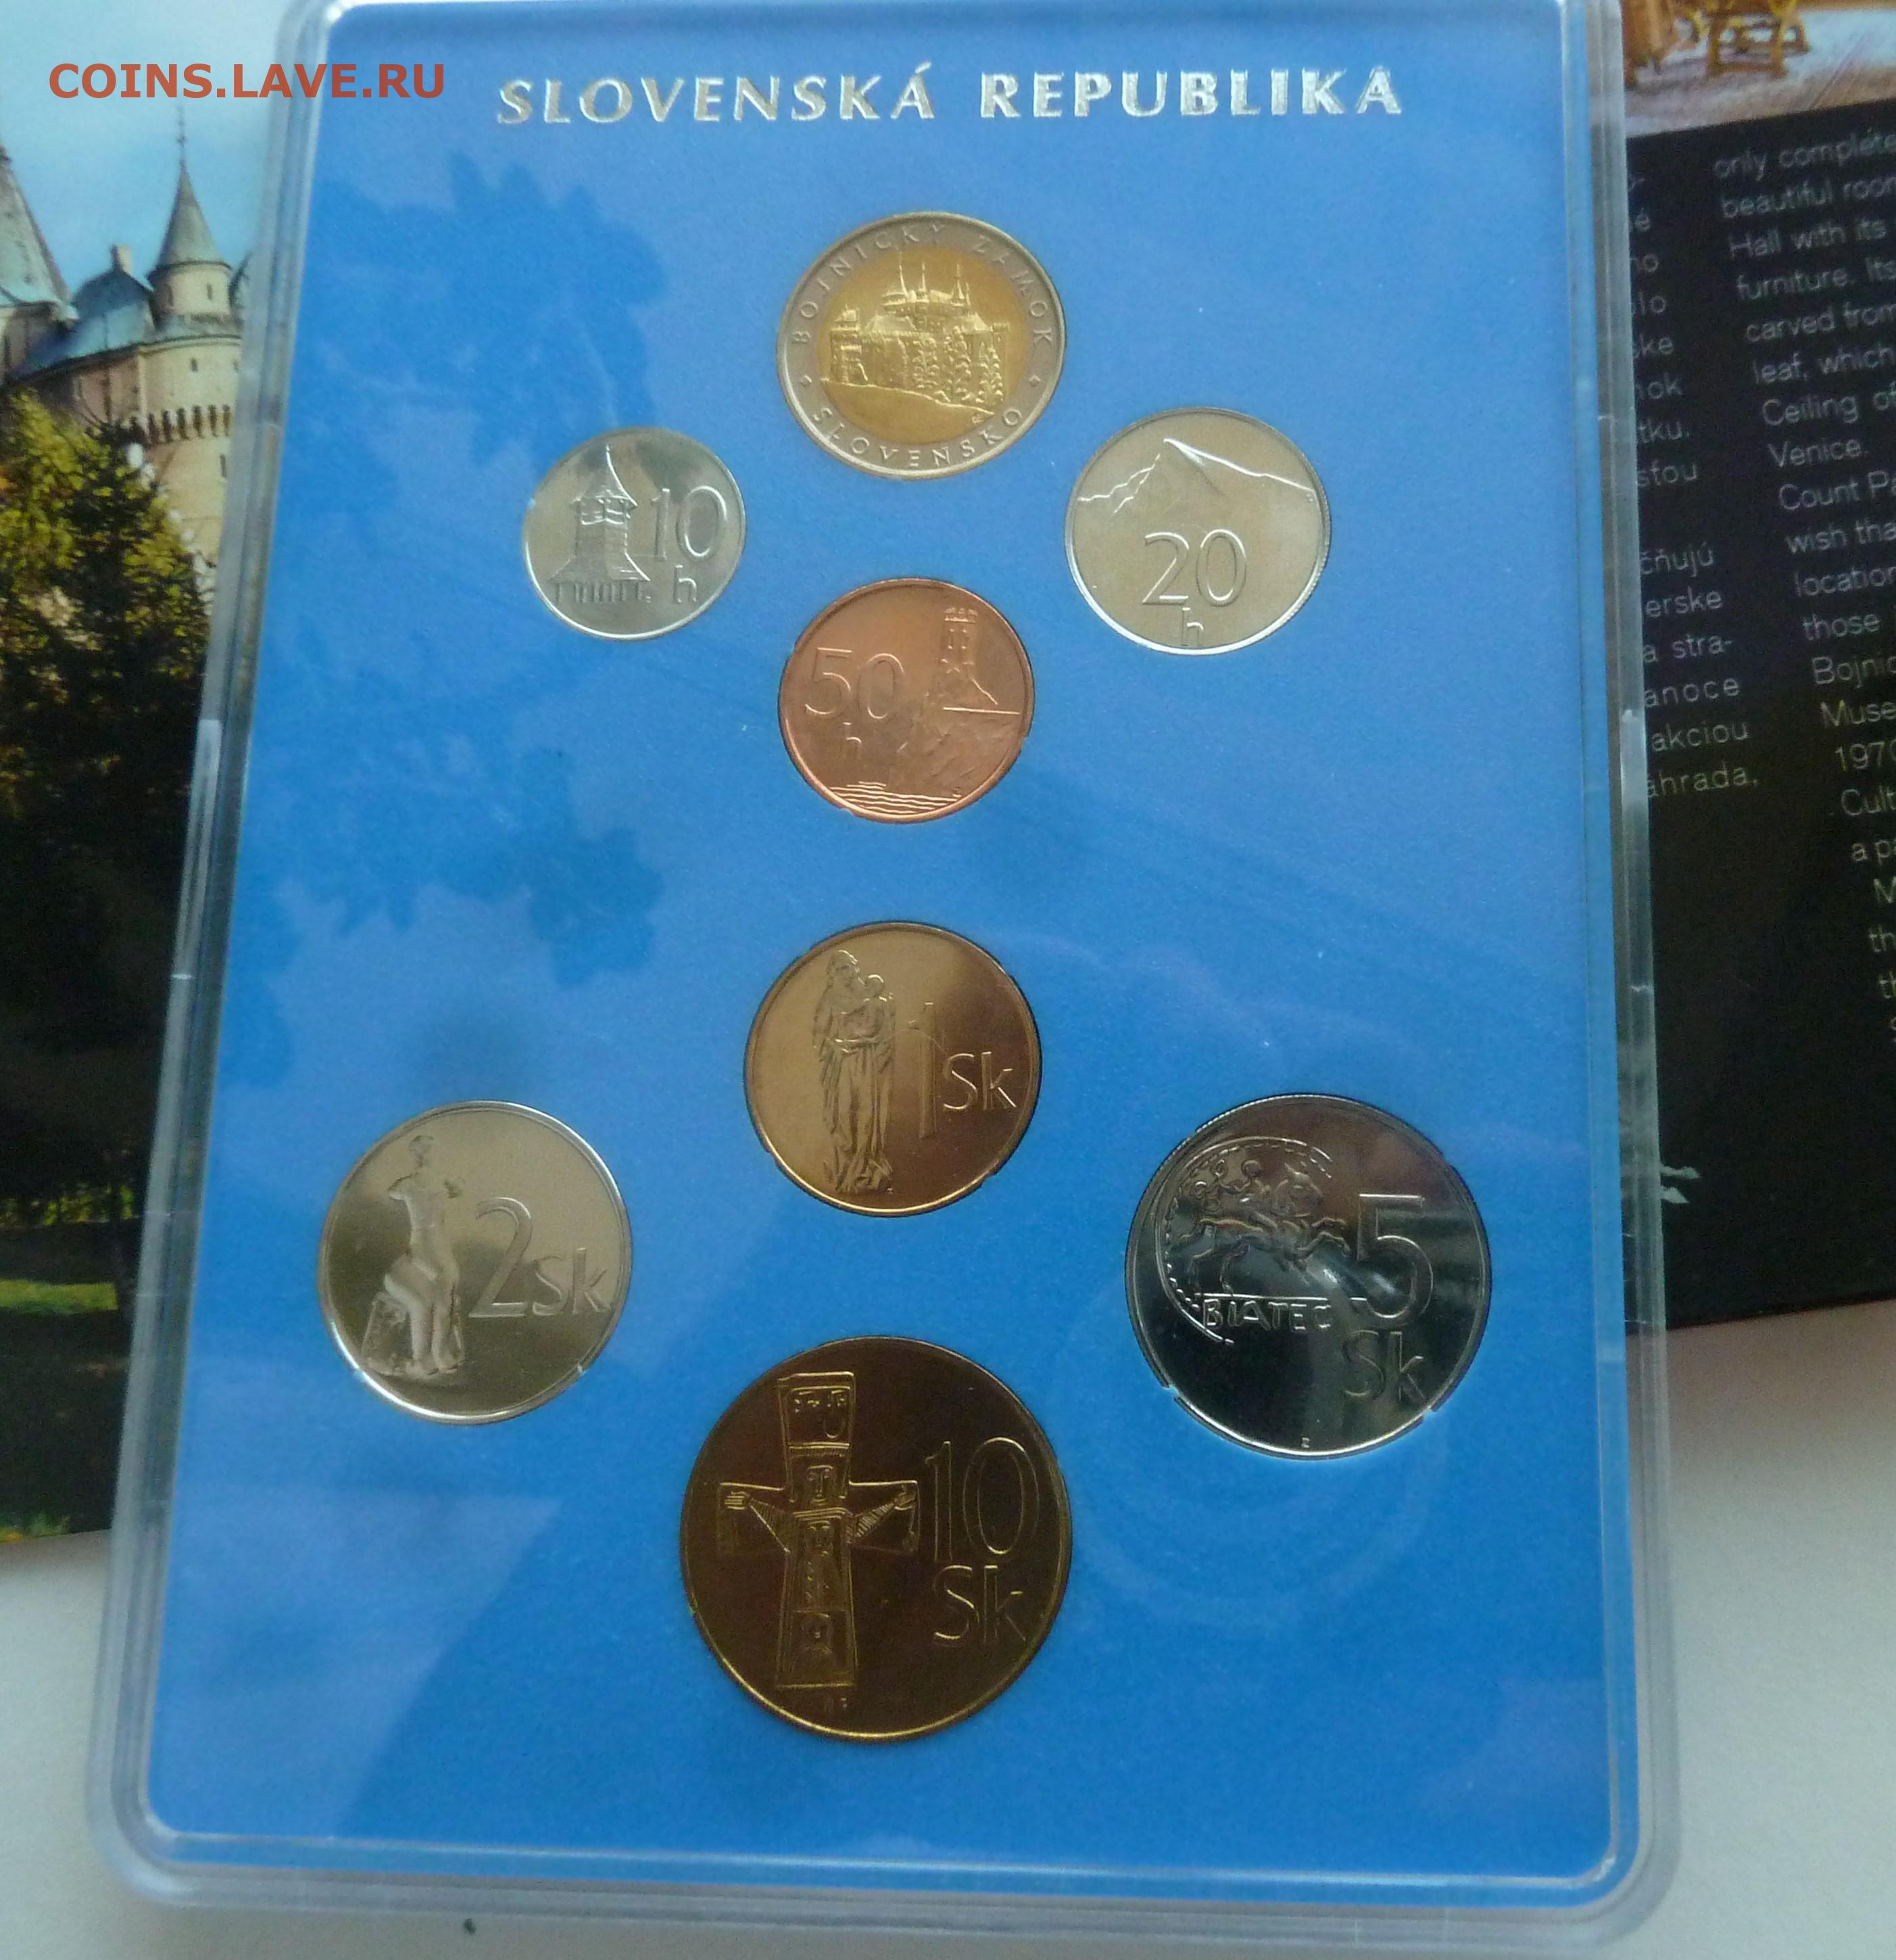 COINS.LAVE.RU
SLOVENSKÁ REPUBLIKA
BOJNICKÝ ZÁMOK
SLOVENSKO
10
h
20
h
50
h
1
Sk
2 Sk
5
Sk
BIATEC
10
Sk
čňujú
erske
a stra-
anoce
akciou
áhrada,
only complete
beautiful room
Hall with its
furniture. Its
carved from
leaf, which
Ceiling of
Venice.
Count
wish tha
location
those
Bojnic
Muse
1970
Cult
a pa